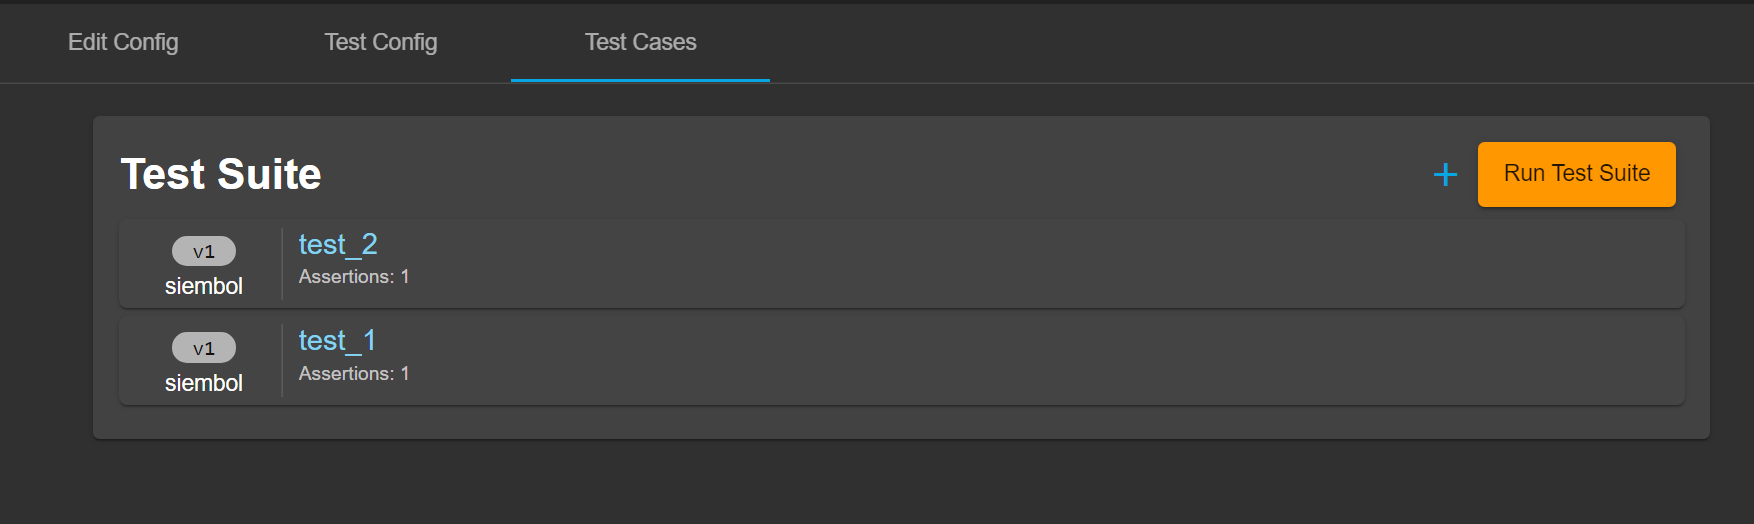 Edit Config Test Config Test Cases
Test Suite + Run Test Suite
v1 test_2
siembol Assertions: 1
v1 test_1
siembol Assertions: 1